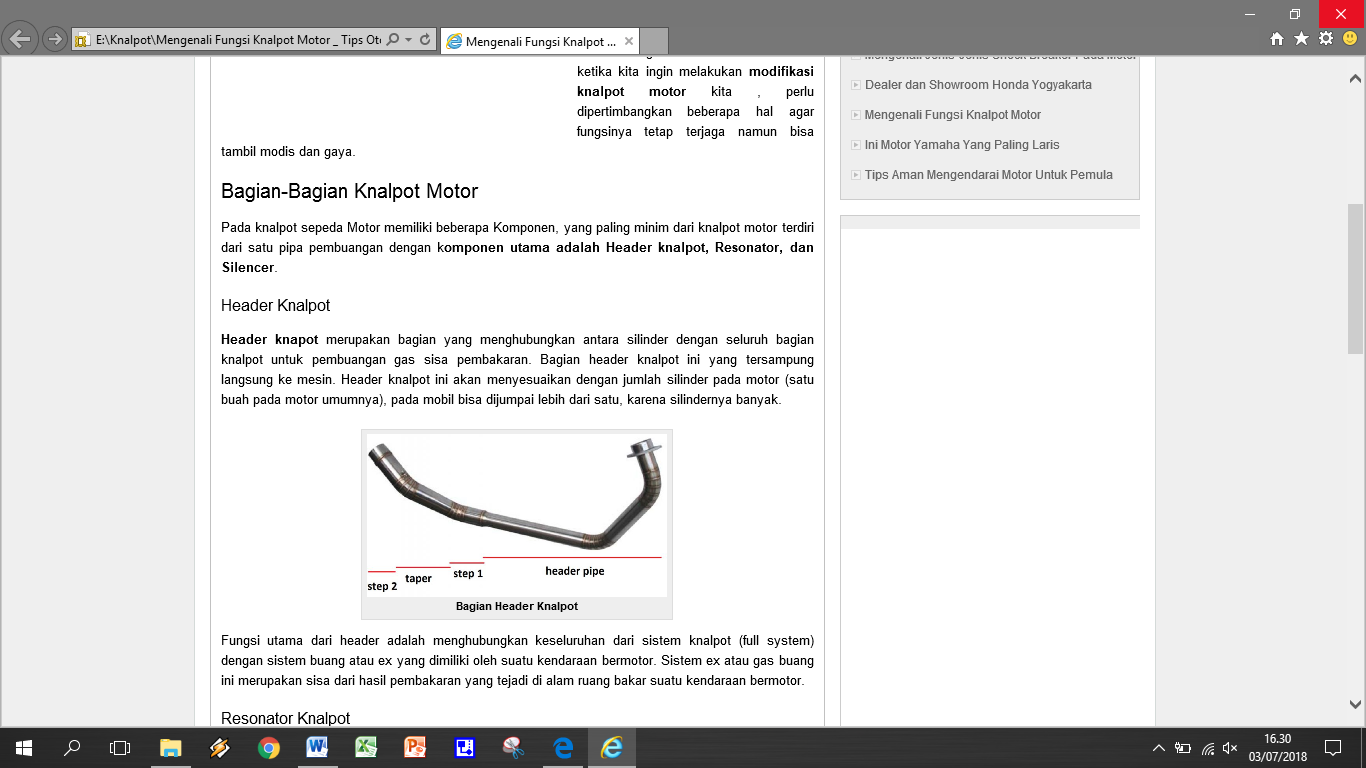 E:\Knalpot\Mengenali Fungsi Knalpot Motor _ Tips Oto
Mengenali Fungsi Knalpot ...
ketika kita ingin melakukan modifikasi
knalpot motor kita , perlu
dipertimbangkan beberapa hal agar
fungsinya tetap terjaga namun bisa
tambil modis dan gaya.
Bagian-Bagian Knalpot Motor
Pada knalpot sepeda Motor memiliki beberapa Komponen, yang paling minim dari knalpot motor terdiri
dari satu pipa pembuangan dengan komponen utama adalah Header knalpot, Resonator, dan
Silencer.
Header Knalpot
Header knapot merupakan bagian yang menghubungkan antara silinder dengan seluruh bagian
knalpot untuk pembuangan gas sisa pembakaran. Bagian header knalpot ini yang tersampung
langsung ke mesin. Header knalpot ini akan menyesuaikan dengan jumlah silinder pada motor (satu
buah pada motor umumnya), pada mobil bisa dijumpai lebih dari satu, karena silindernya banyak.
step 2
taper
step 1
header pipe
Bagian Header Knalpot
Fungsi utama dari header adalah menghubungkan keseluruhan dari sistem knalpot (full system)
dengan sistem buang atau ex yang dimiliki oleh suatu kendaraan bermotor. Sistem ex atau gas buang
ini merupakan sisa dari hasil pembakaran yang tejadi di alam ruang bakar suatu kendaraan bermotor.
Resonator Knalpot
Mengenali Jenis-Jenis Shock Breaker Pada Motor
Dealer dan Showroom Honda Yogyakarta
Mengenali Fungsi Knalpot Motor
Ini Motor Yamaha Yang Paling Laris
Tips Aman Mengendarai Motor Untuk Pemula
16.30
03/07/2018